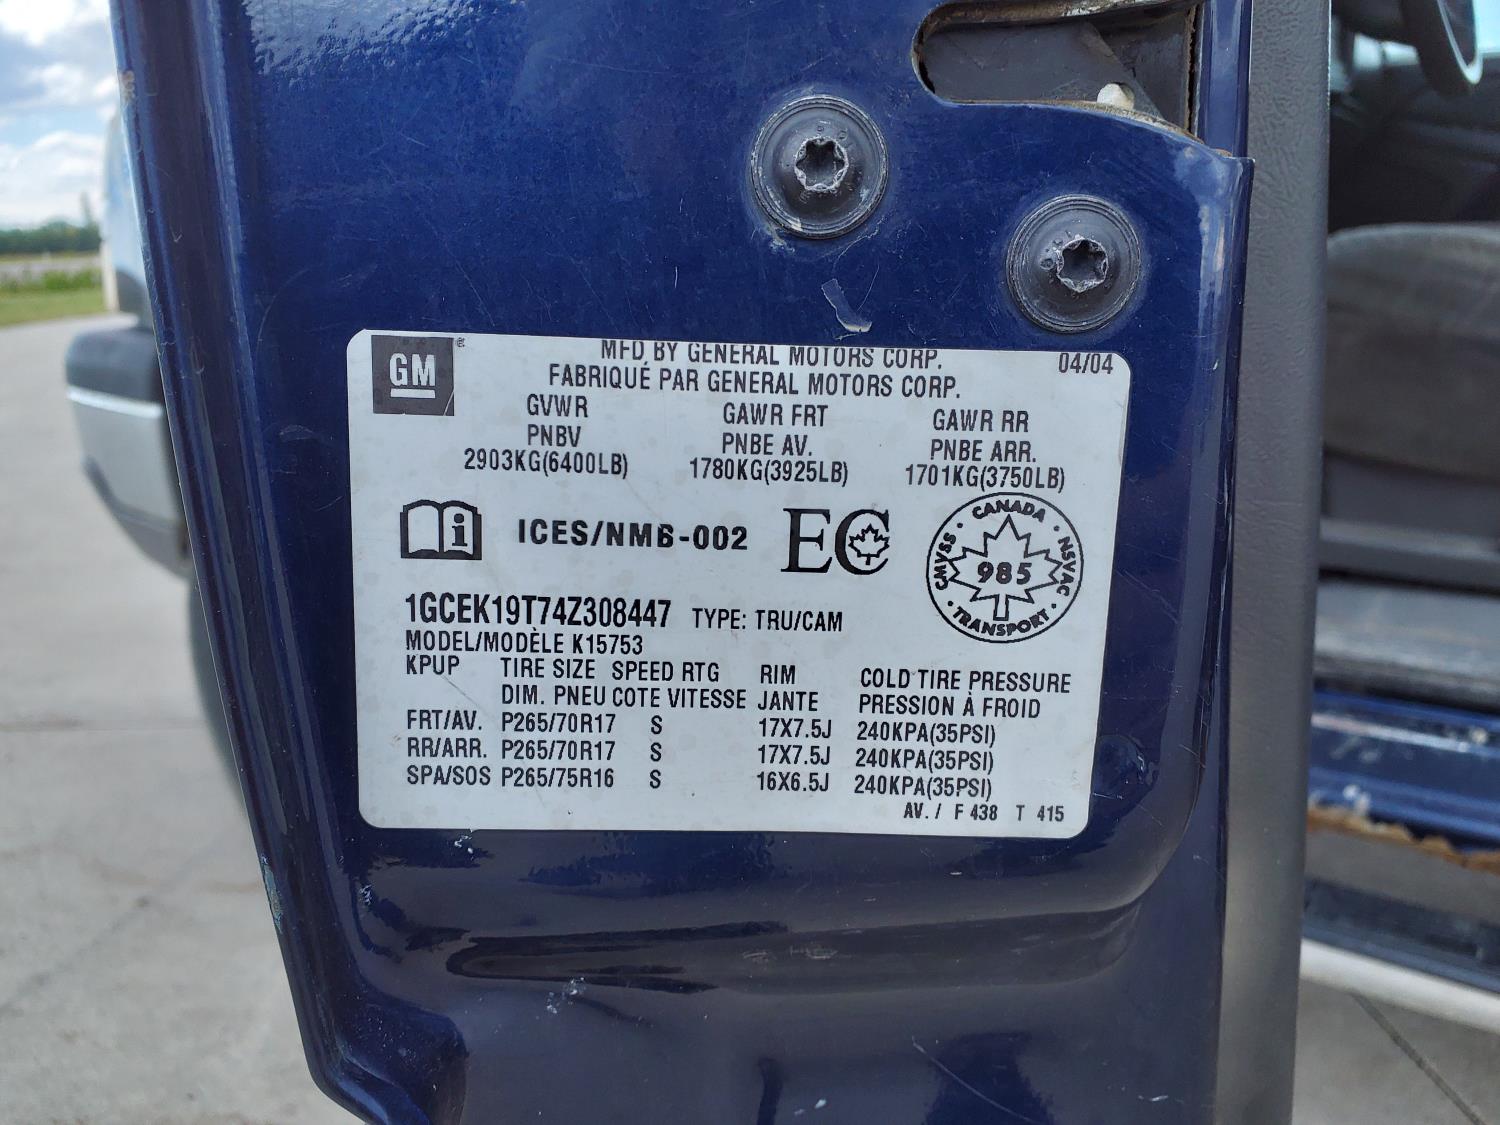 GM ®
MFD. BY GENERAL MOTORS CORP. 04/04
FABRIQUÉ PAR GENERAL MOTORS CORP.
GVWR GAWR FRT GAWR RR
PNBV PNBE AV. PNBE ARR.
2903KG(6400LB) 1780KG(3925LB) 1701KG(3750LB)
i ICES/NMB-002 EC
CANADA
CMVSS · 985 · NSVAC
· TRANSPORT ·
1GCEK19T74Z308447 TYPE: TRU/CAM
MODEL/MODÈLE K15753
KPUP TIRE SIZE SPEED RTG RIM COLD TIRE PRESSURE
DIM. PNEU COTE VITESSE JANTE PRESSION À FROID
FRT/AV. P265/70R17 S 17X7.5J 240KPA(35PSI)
RR/ARR. P265/70R17 S 17X7.5J 240KPA(35PSI)
SPA/SOS P265/75R16 S 16X6.5J 240KPA(35PSI)
AV. / F 438 T 415